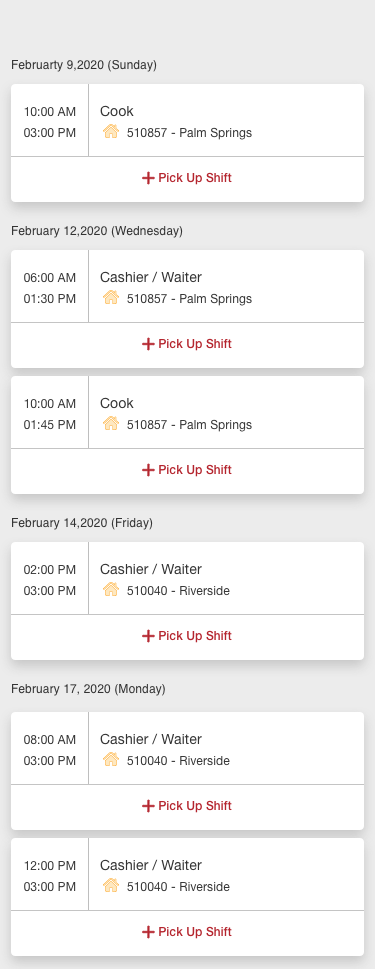 Februarty 9,2020 (Sunday)
10:00 AM Cook
03:00 PM 510857 - Palm Springs
+ Pick Up Shift
February 12,2020 (Wednesday)
06:00 AM Cashier / Waiter
01:30 PM 510857 - Palm Springs
+ Pick Up Shift
10:00 AM Cook
01:45 PM 510857 - Palm Springs
+ Pick Up Shift
February 14,2020 (Friday)
02:00 PM Cashier / Waiter
03:00 PM 510040 - Riverside
+ Pick Up Shift
February 17, 2020 (Monday)
08:00 AM Cashier / Waiter
03:00 PM 510040 - Riverside
+ Pick Up Shift
12:00 PM Cashier / Waiter
03:00 PM 510040 - Riverside
+ Pick Up Shift